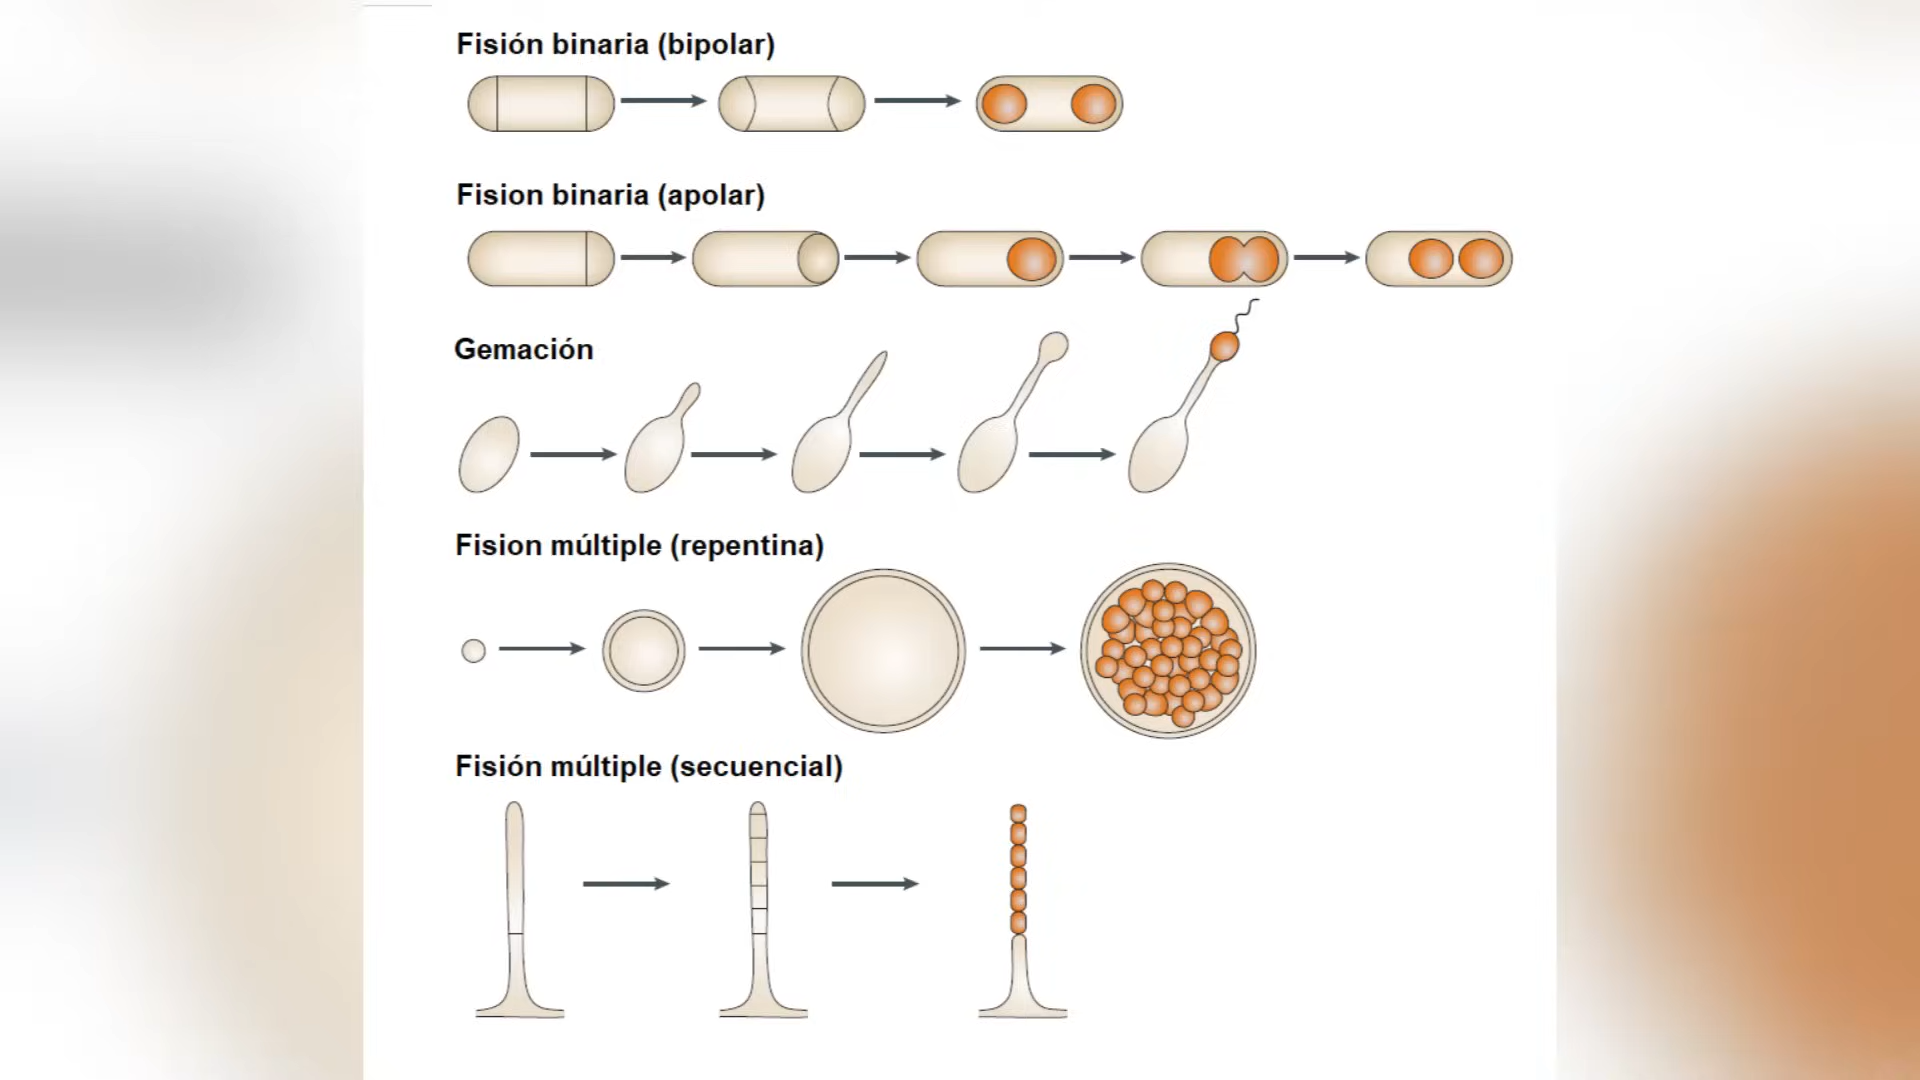 Fisión binaria (bipolar)
Fision binaria (apolar)
Gemación
Fision múltiple (repentina)
Fisión múltiple (secuencial)